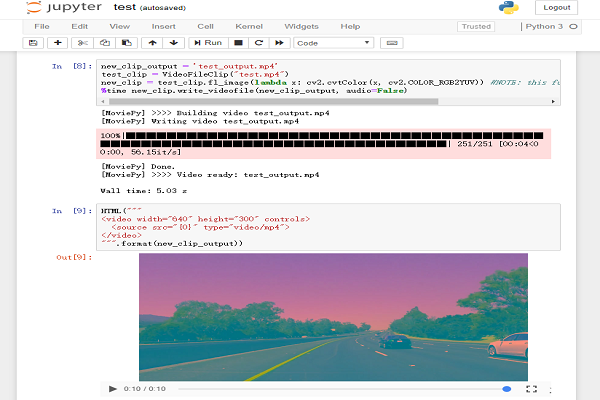 jupyter test (autosaved)
Logout
File Edit View Insert Cell Kernel Widgets Help Trusted Python 3
Run Code
In [8]: new_clip_output = 'test_output.mp4'
test_clip = VideoFileClip("test.mp4")
new_clip = test_clip.fl_image(lambda x: cv2.cvtColor(x, cv2.COLOR_RGB2YUV)) #NOTE: this
%time new_clip.write_videofile(new_clip_output, audio=False)
[MoviePy] >>>> Building video test_output.mp4
[MoviePy] Writing video test_output.mp4
100%|
| 251/251 [00:04<0
0:00, 56.15it/s]
[MoviePy] Done.
[MoviePy] >>>> Video ready: test_output.mp4
Wall time: 5.03 s
In [9]: HTML("""
<video width="640" height="300" controls>
<source src="{0}" type="video/mp4">
</video>
""".format(new_clip_output))
Out[9]:
0:10 / 0:10